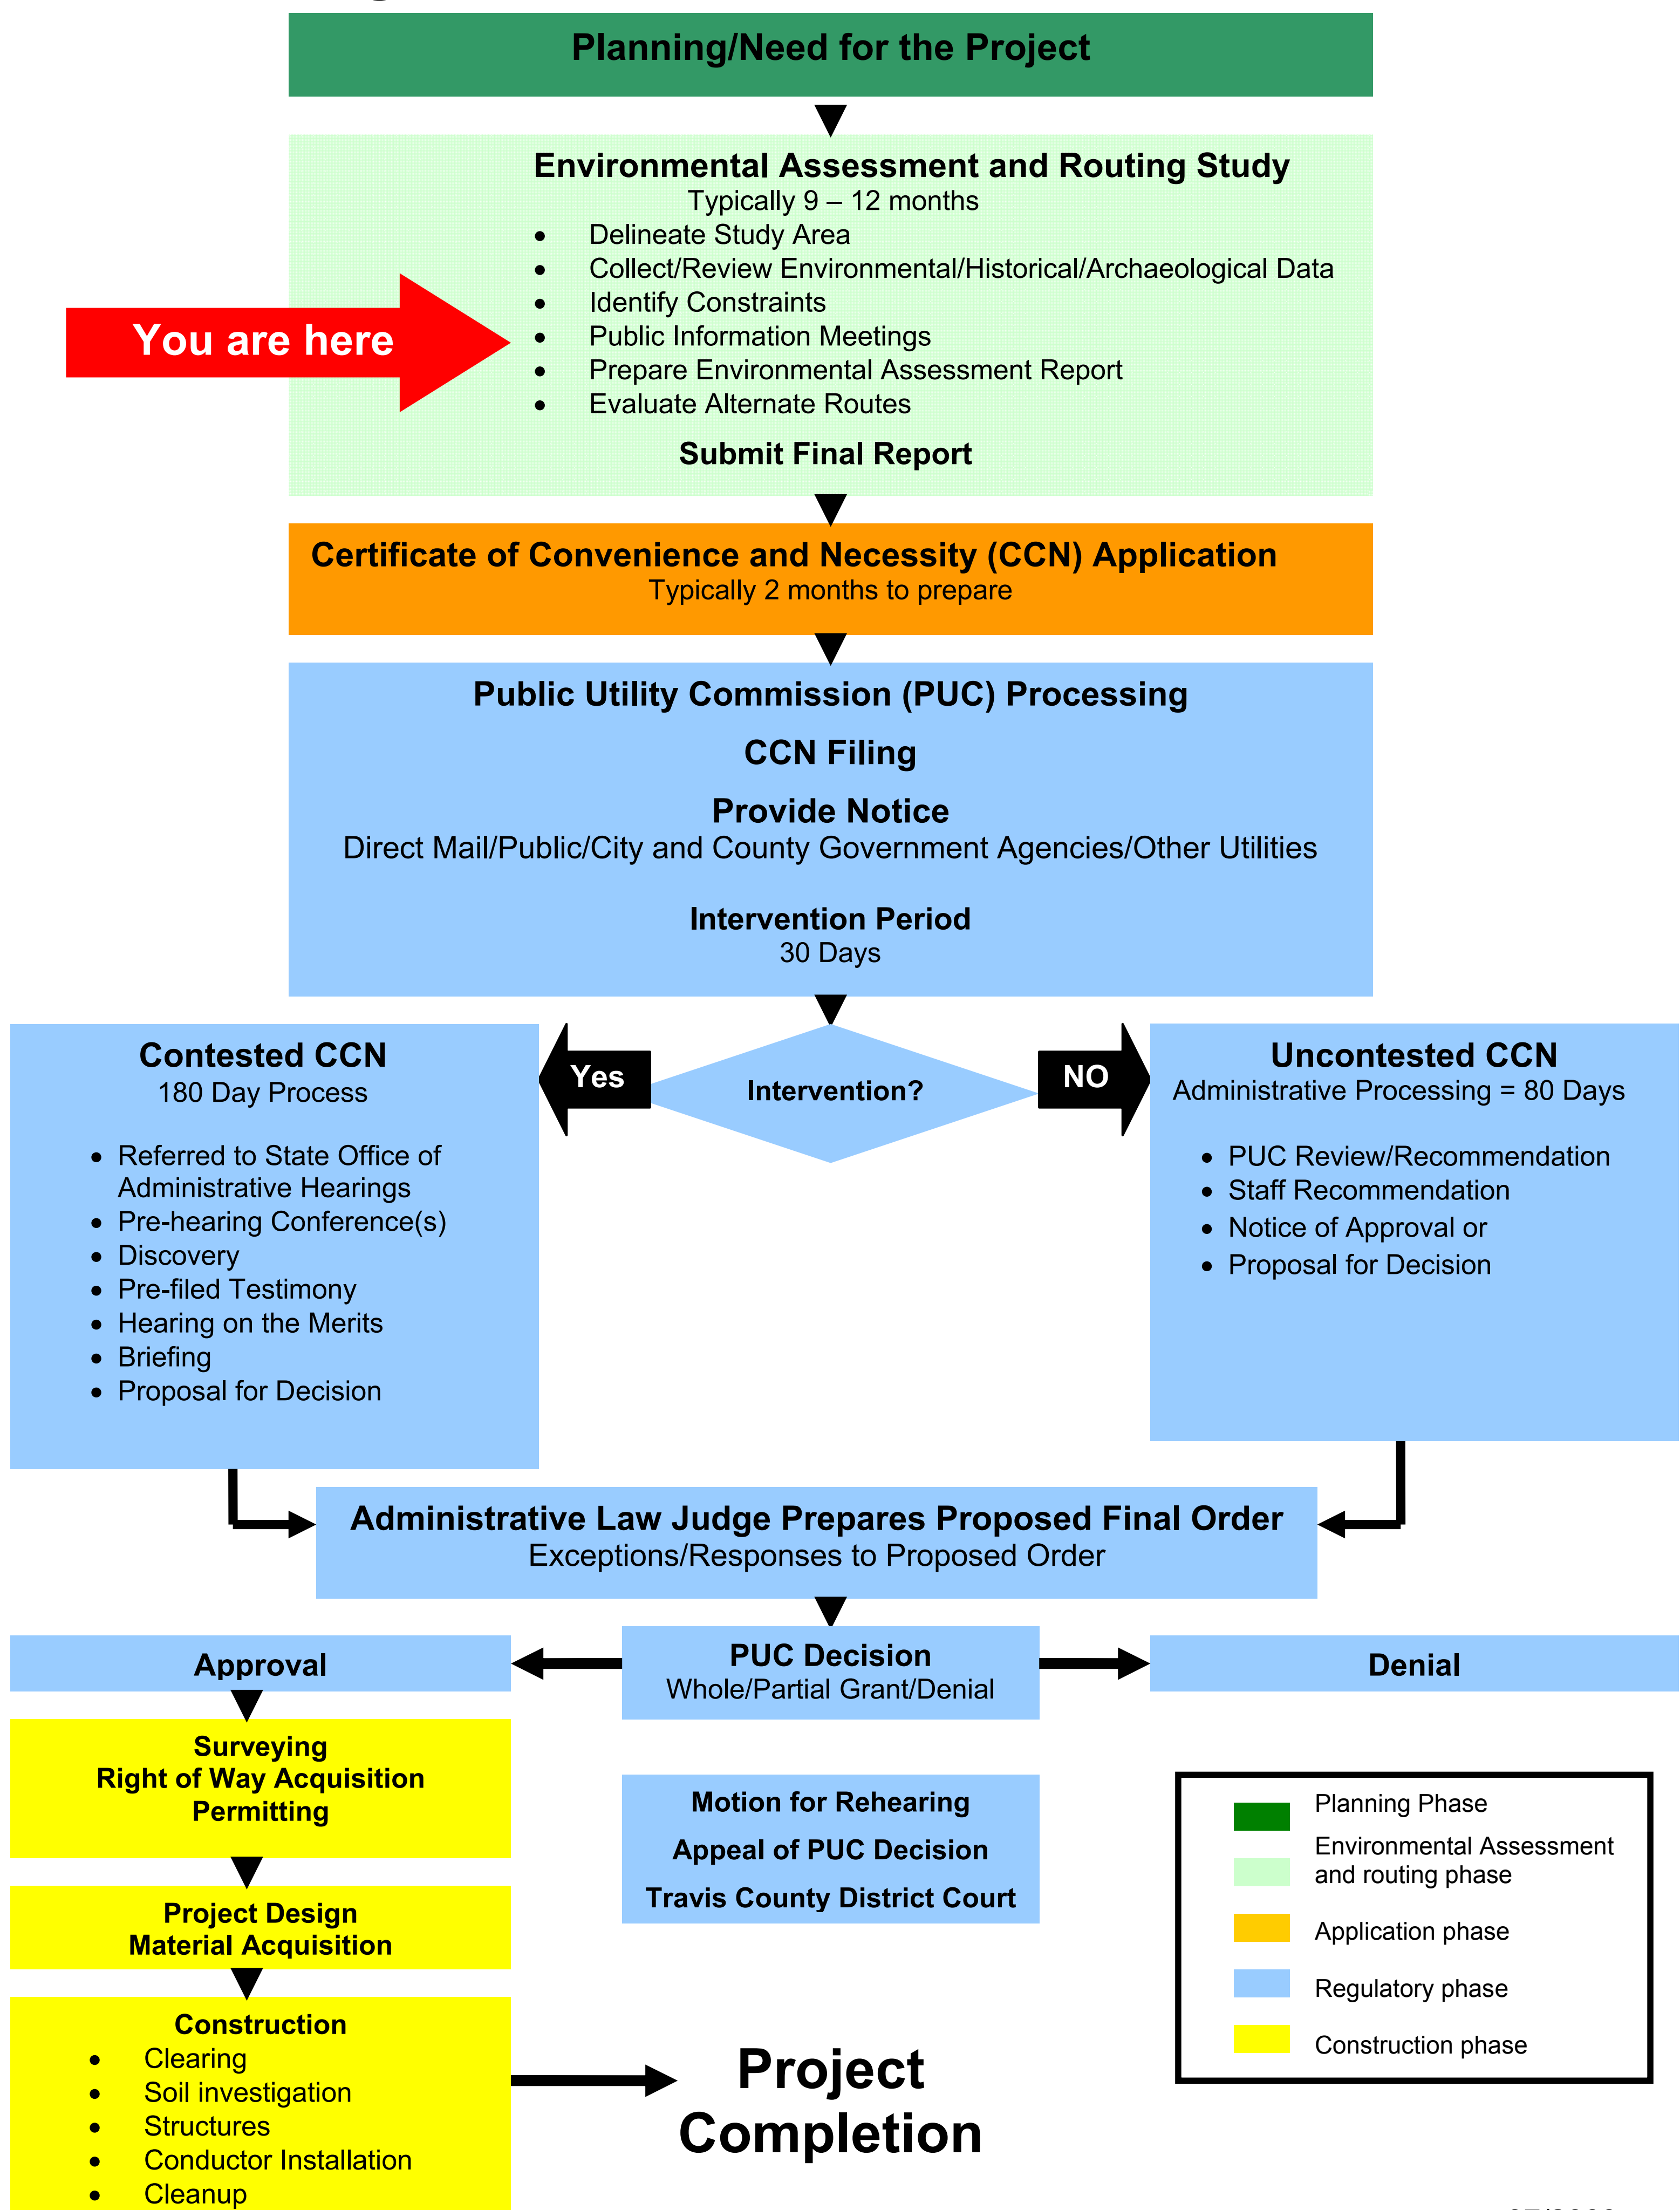 Planning/Need for the Project
Environmental Assessment and Routing Study
Typically 9 – 12 months
• Delineate Study Area
• Collect/Review Environmental/Historical/Archaeological Data
• Identify Constraints
• Public Information Meetings
• Prepare Environmental Assessment Report
• Evaluate Alternate Routes
Submit Final Report
You are here
Certificate of Convenience and Necessity (CCN) Application
Typically 2 months to prepare
Public Utility Commission (PUC) Processing
CCN Filing
Provide Notice
Direct Mail/Public/City and County Government Agencies/Other Utilities
Intervention Period
30 Days
Intervention?
Yes
NO
Contested CCN
180 Day Process
• Referred to State Office of
Administrative Hearings
• Pre-hearing Conference(s)
• Discovery
• Pre-filed Testimony
• Hearing on the Merits
• Briefing
• Proposal for Decision
Uncontested CCN
Administrative Processing = 80 Days
• PUC Review/Recommendation
• Staff Recommendation
• Notice of Approval or
• Proposal for Decision
Administrative Law Judge Prepares Proposed Final Order
Exceptions/Responses to Proposed Order
Approval
PUC Decision
Whole/Partial Grant/Denial
Denial
Surveying
Right of Way Acquisition
Permitting
Motion for Rehearing
Appeal of PUC Decision
Travis County District Court
Project Design
Material Acquisition
Construction
• Clearing
• Soil investigation
• Structures
• Conductor Installation
• Cleanup
Project
Completion
Planning Phase
Environmental Assessment
and routing phase
Application phase
Regulatory phase
Construction phase